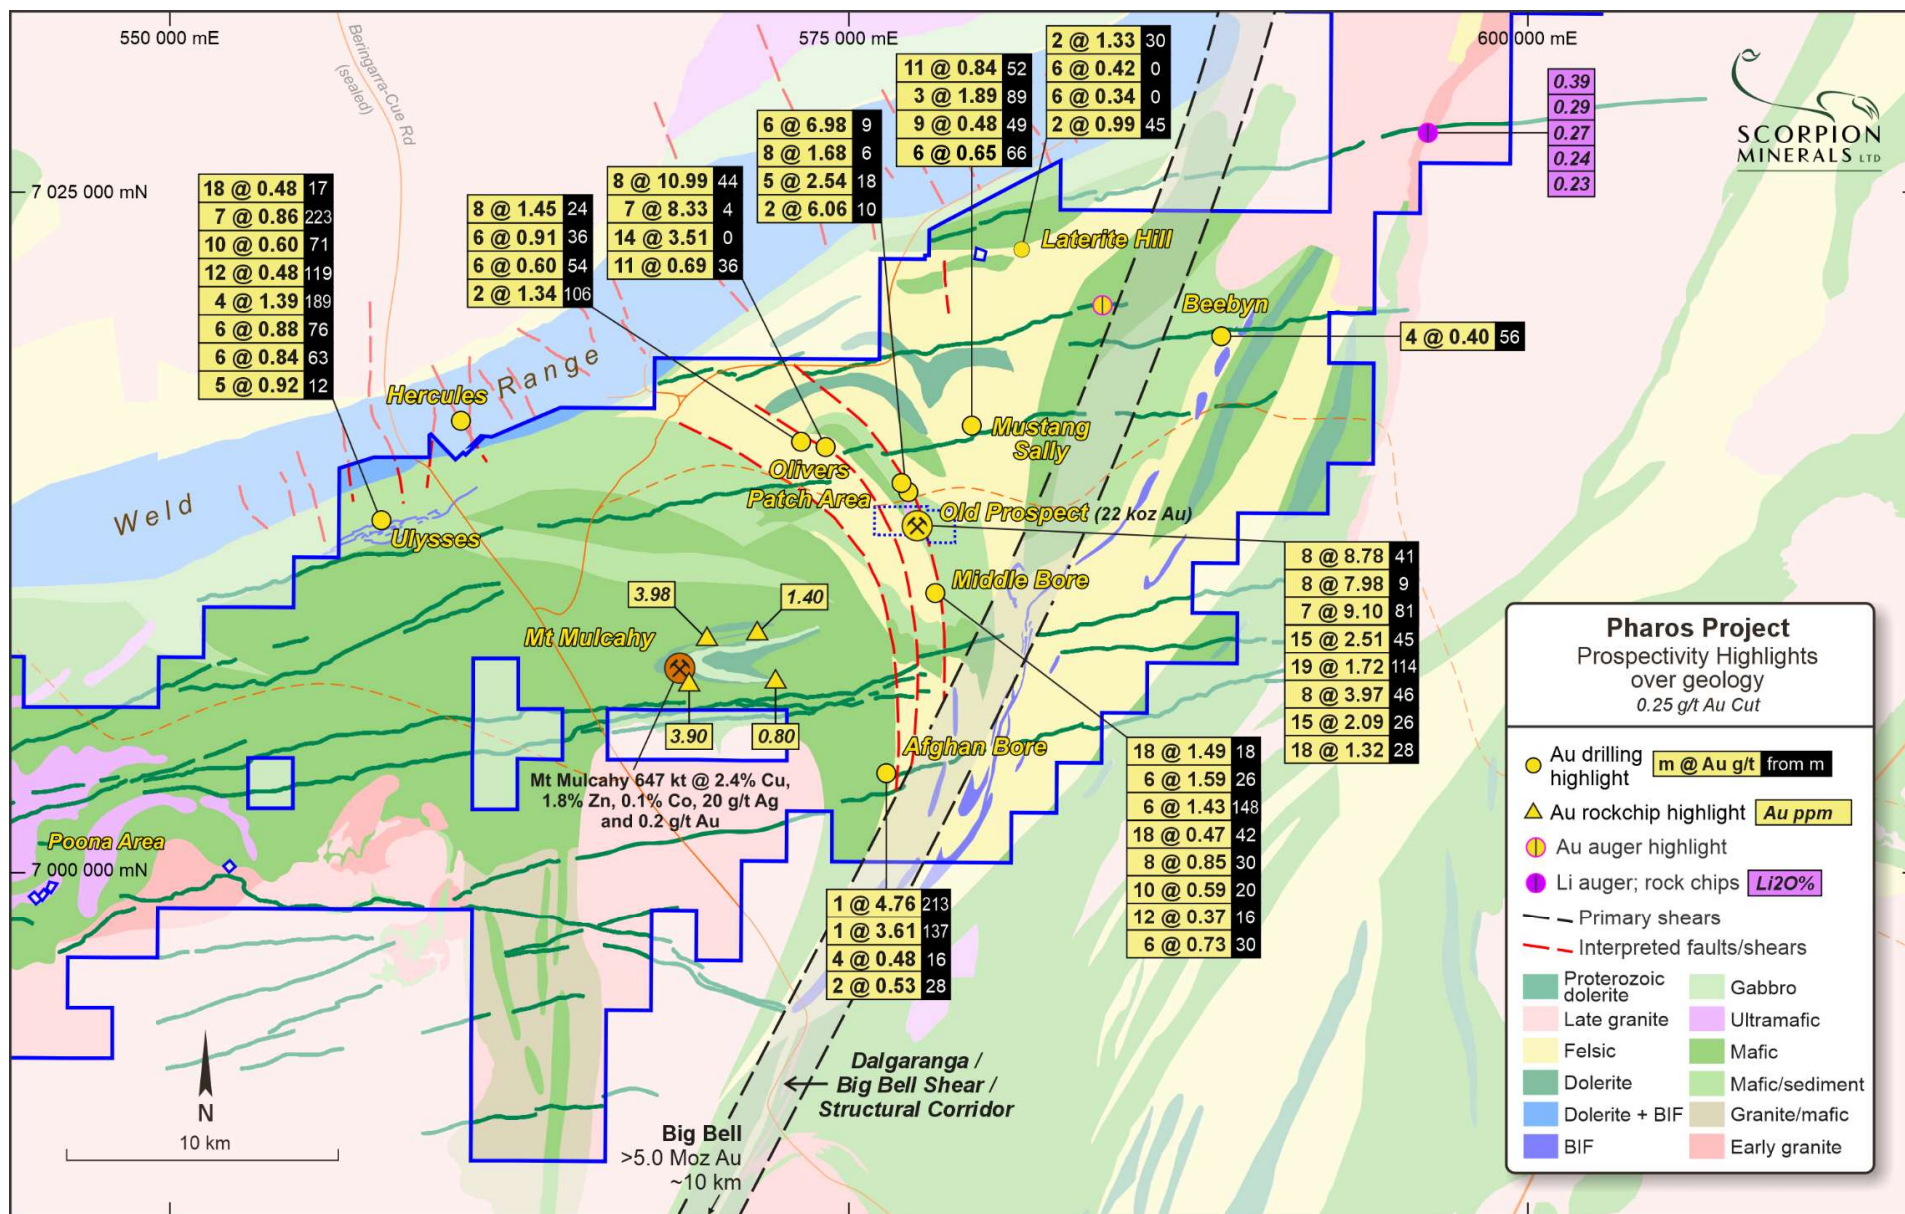 550 000 mE
575 000 mE
600 000 mE
Beringarra-Cue Rd
(sealed)
7 025 000 mN
7 000 000 mN
SCORPION
MINERALS LTD
18 @ 0.48 17
7 @ 0.86 223
10 @ 0.60 71
12 @ 0.48 119
4 @ 1.39 189
6 @ 0.88 76
6 @ 0.84 63
5 @ 0.92 12
8 @ 1.45 24
6 @ 0.91 36
6 @ 0.60 54
2 @ 1.34 106
8 @ 10.99 44
7 @ 8.33 4
14 @ 3.51 0
11 @ 0.69 36
6 @ 6.98 9
8 @ 1.68 6
5 @ 2.54 18
2 @ 6.06 10
11 @ 0.84 52
3 @ 1.89 89
9 @ 0.48 49
6 @ 0.65 66
2 @ 1.33 30
6 @ 0.42 0
6 @ 0.34 0
2 @ 0.99 45
0.39
0.29
0.27
0.24
0.23
Laterite Hill
Beebyn
4 @ 0.40 56
Weld Range
Hercules
Ulysses
Olivers
Patch Area
Mustang
Sally
Old Prospect (22 koz Au)
Middle Bore
8 @ 8.78 41
8 @ 7.98 9
7 @ 9.10 81
15 @ 2.51 45
19 @ 1.72 114
8 @ 3.97 46
15 @ 2.09 26
18 @ 1.32 28
3.98
1.40
Mt Mulcahy
3.90
0.80
Mt Mulcahy 647 kt @ 2.4% Cu,
1.8% Zn, 0.1% Co, 20 g/t Ag
and 0.2 g/t Au
Afghan Bore
18 @ 1.49 18
6 @ 1.59 26
6 @ 1.43 148
18 @ 0.47 42
8 @ 0.85 30
10 @ 0.59 20
12 @ 0.37 16
6 @ 0.73 30
1 @ 4.76 213
1 @ 3.61 137
4 @ 0.48 16
2 @ 0.53 28
Poona Area
Dalgaranga /
Big Bell Shear /
Structural Corridor
Big Bell
>5.0 Moz Au
~10 km
N
10 km
Pharos Project
Prospectivity Highlights
over geology
0.25 g/t Au Cut
Au drilling
highlight
m @ Au g/t from m
Au rockchip highlight Au ppm
Au auger highlight
Li auger; rock chips Li2O%
Primary shears
Interpreted faults/shears
Proterozoic
dolerite
Gabbro
Late granite
Ultramafic
Felsic
Mafic
Dolerite
Mafic/sediment
Dolerite + BIF
Granite/mafic
BIF
Early granite